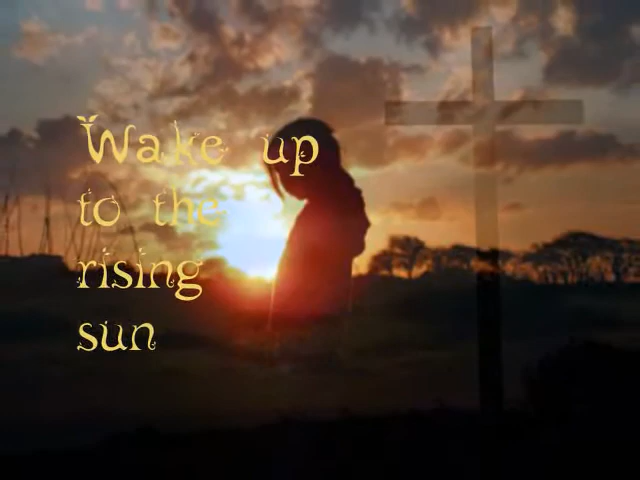 Wake up
to the
rising
sun